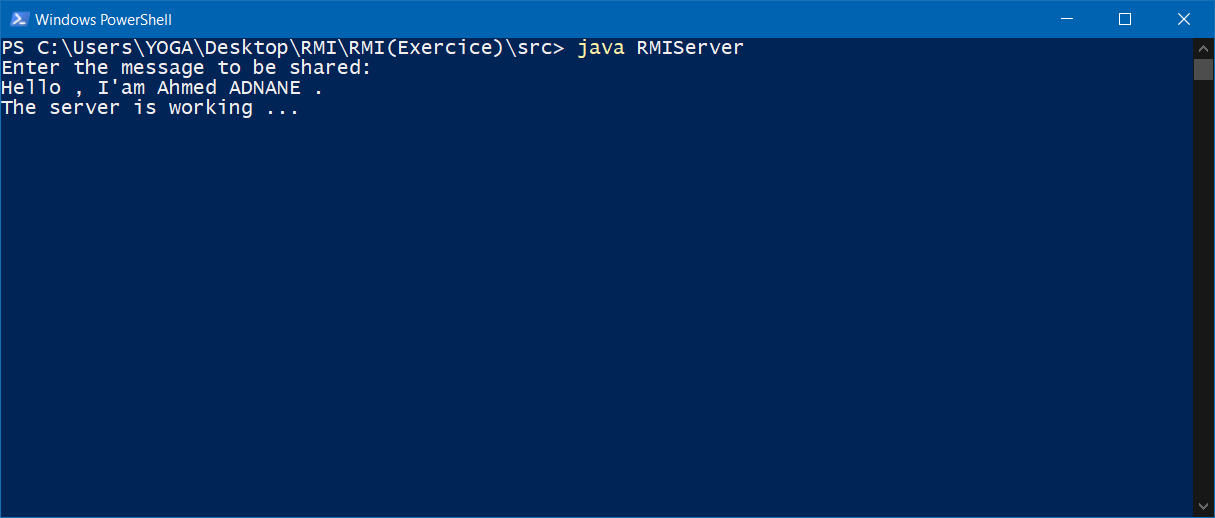 Windows PowerShell
PS C:\Users\YOGA\Desktop\RMI\RMI(Exercice)\src> java RMIServer
Enter the message to be shared:
Hello , I'am Ahmed ADNANE .
The server is working ...